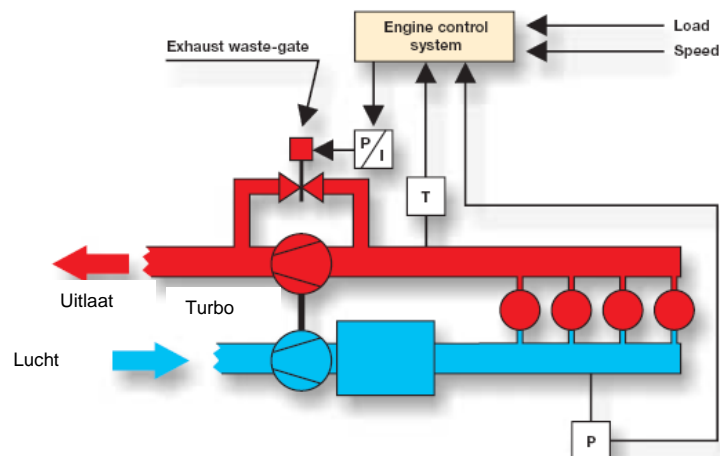 Engine control
system
Load
Speed
Exhaust waste-gate
P/I
T
Uitlaat
Turbo
Lucht
P